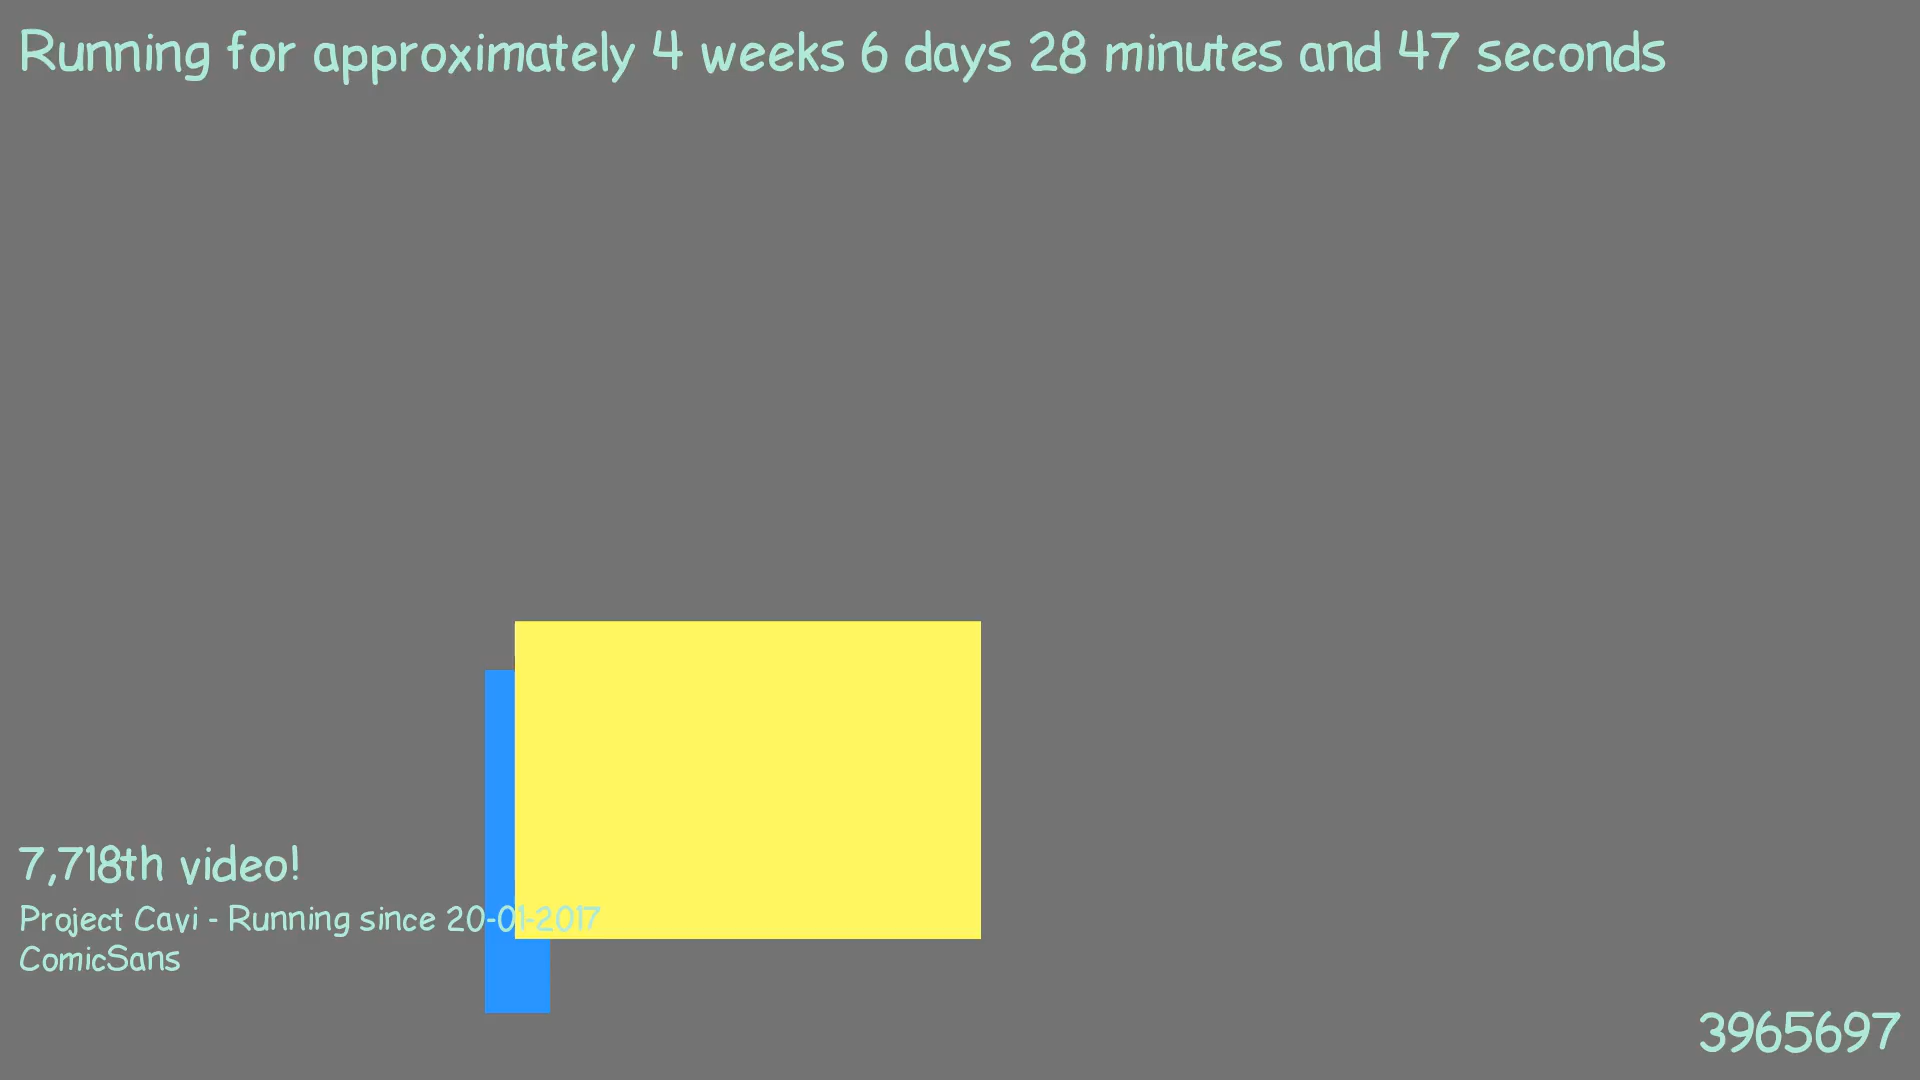 Running for approximately 4 weeks 6 days 28 minutes and 47 seconds
7,718th video!
Project Cavi - Running since 20-01-2017
ComicSans
3965697